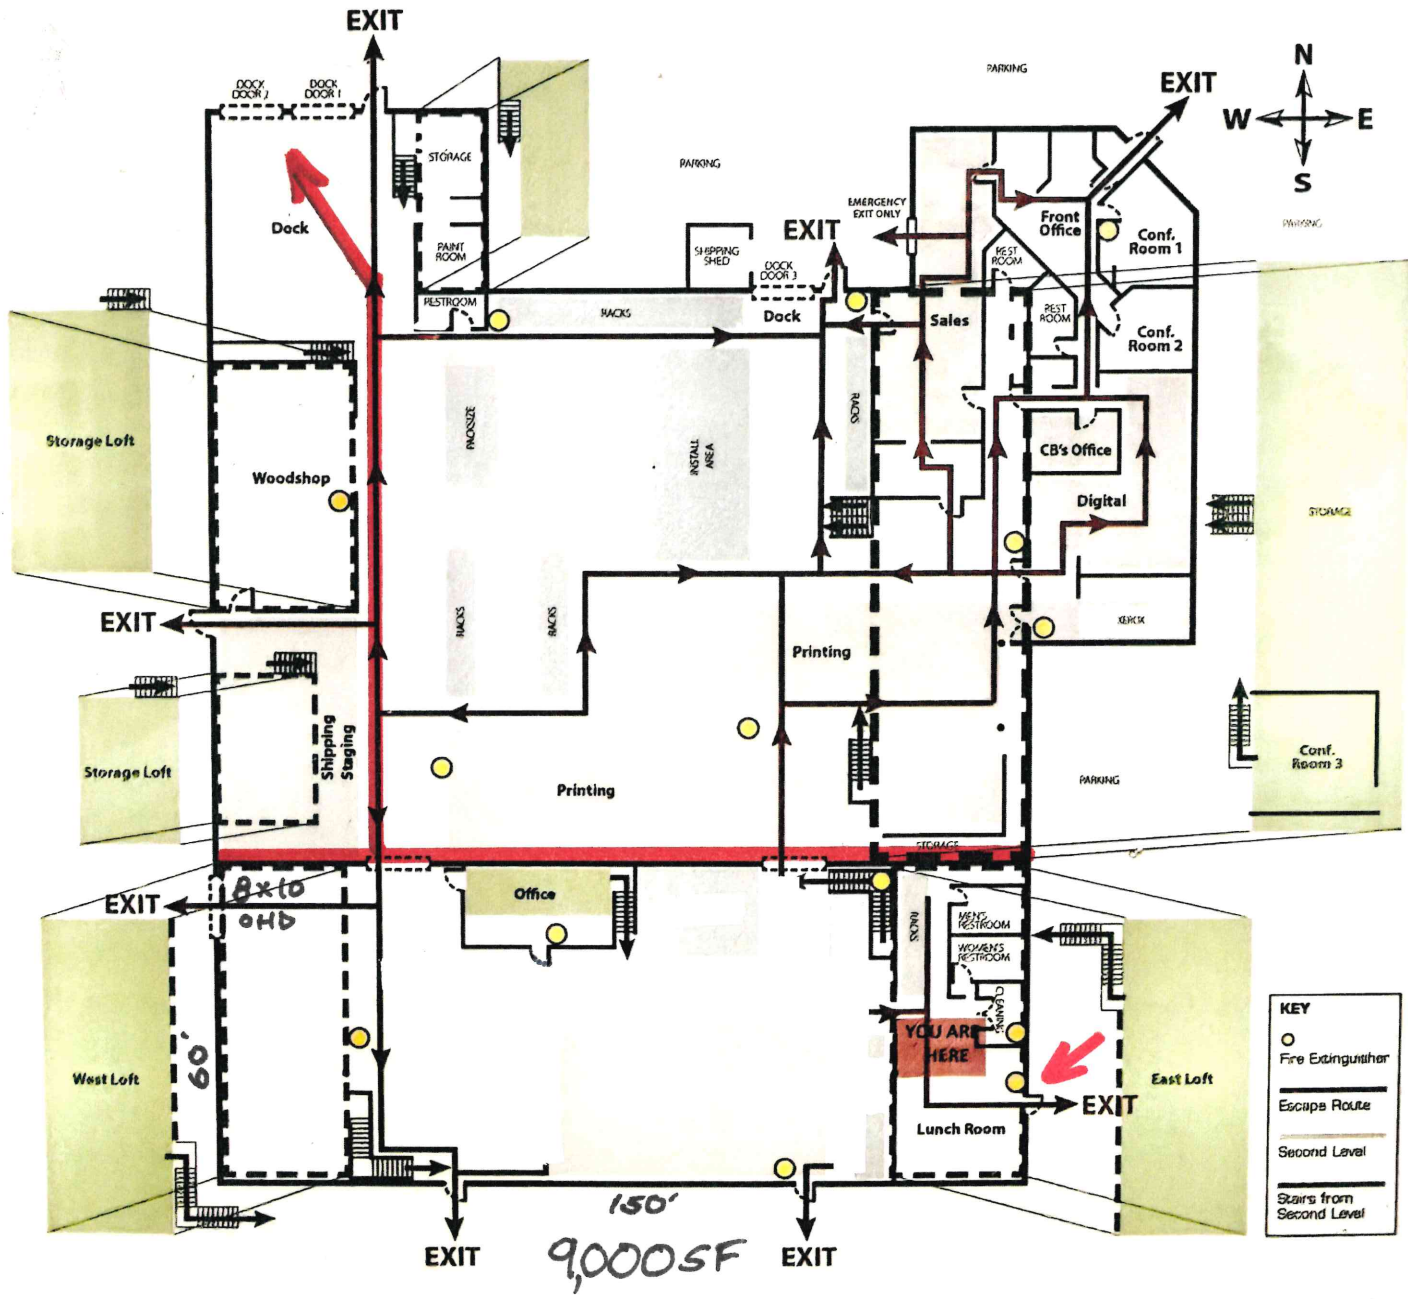 EXIT
DOCK
DOOR 2
DOCK
DOOR 1
PARKING
N
W
E
S
EXIT
STORAGE
PARKING
Dock
EMERGENCY
EXIT ONLY
Front
Office
PARKING
EXIT
Conf.
Room 1
PAINT
ROOM
SHIPPING
SHED
DOCK
DOOR 3
REST
ROOM
RESTROOM
RACKS
Dock
Sales
REST
ROOM
Conf.
Room 2
PACKSIZE
INSTALL
AREA
RACKS
Storage Loft
Woodshop
CB's Office
Digital
STORAGE
EXIT
RACKS
RACKS
XEROX
Printing
Shipping
Staging
Storage Loft
Printing
Conf.
Room 3
PARKING
STORAGE
8x10
OHD
EXIT
Office
RACKS
MEN'S
RESTROOM
WOMEN'S
RESTROOM
CLEANING
YOU ARE
HERE
KEY
Fire Extinguisher
Escape Route
Second Level
Stairs from
Second Level
West Loft
60'
East Loft
EXIT
Lunch Room
150'
EXIT
EXIT
9,000 SF